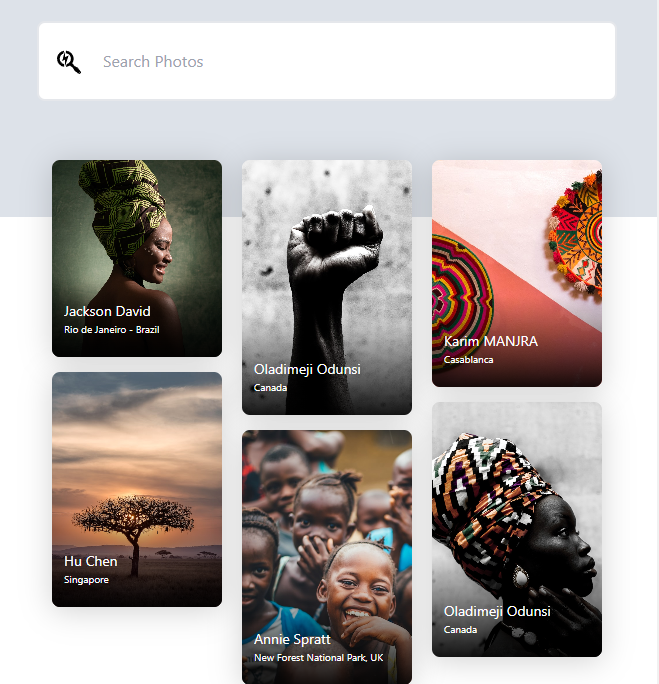 Search Photos
Jackson David
Rio de Janeiro - Brazil
Oladimeji Odunsi
Canada
Karim MANJRA
Casablanca
Hu Chen
Singapore
Annie Spratt
New Forest National Park, UK
Oladimeji Odunsi
Canada